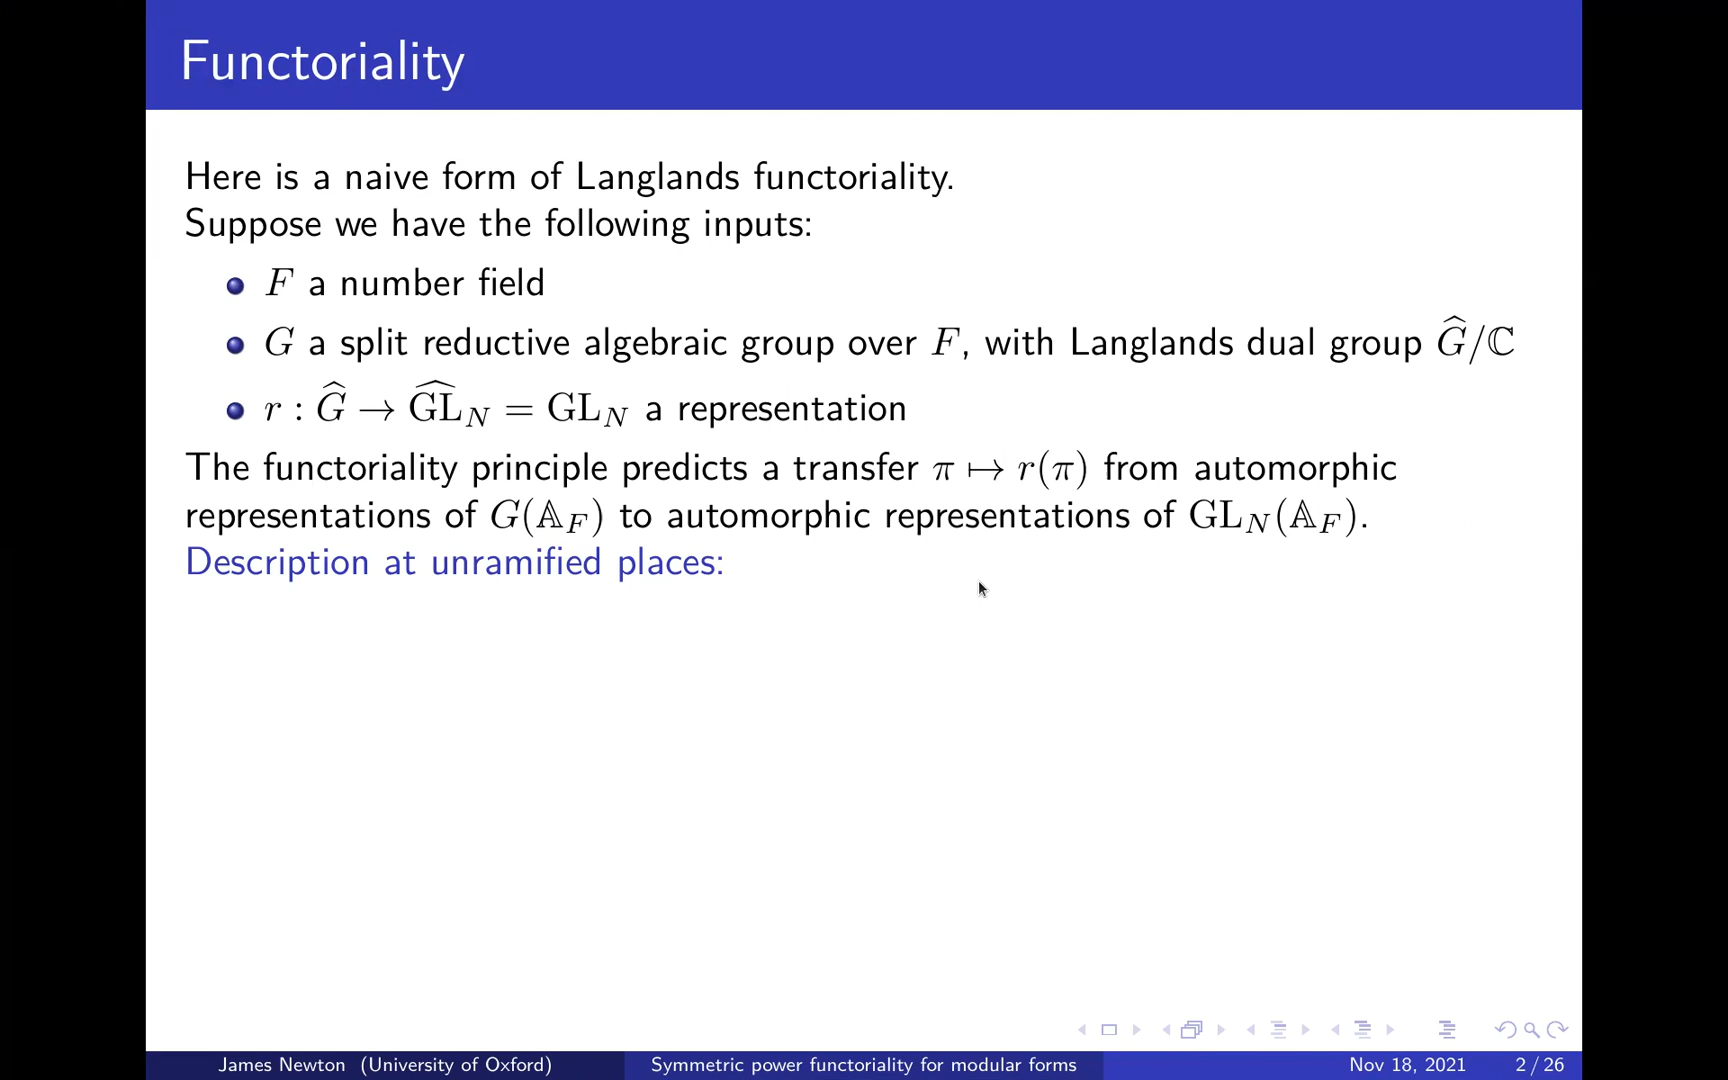 Functoriality
Here is a naive form of Langlands functoriality.
Suppose we have the following inputs:
F a number field
G a split reductive algebraic group over F, with Langlands dual group Ĝ/ℂ
r : Ĝ → \widehat{GL}_N = GL_N a representation
The functoriality principle predicts a transfer π ↦ r(π) from automorphic
representations of G(𝔸_F) to automorphic representations of GL_N(𝔸_F).
Description at unramified places:
James Newton (University of Oxford) Symmetric power functoriality for modular forms Nov 18, 2021 2 / 26